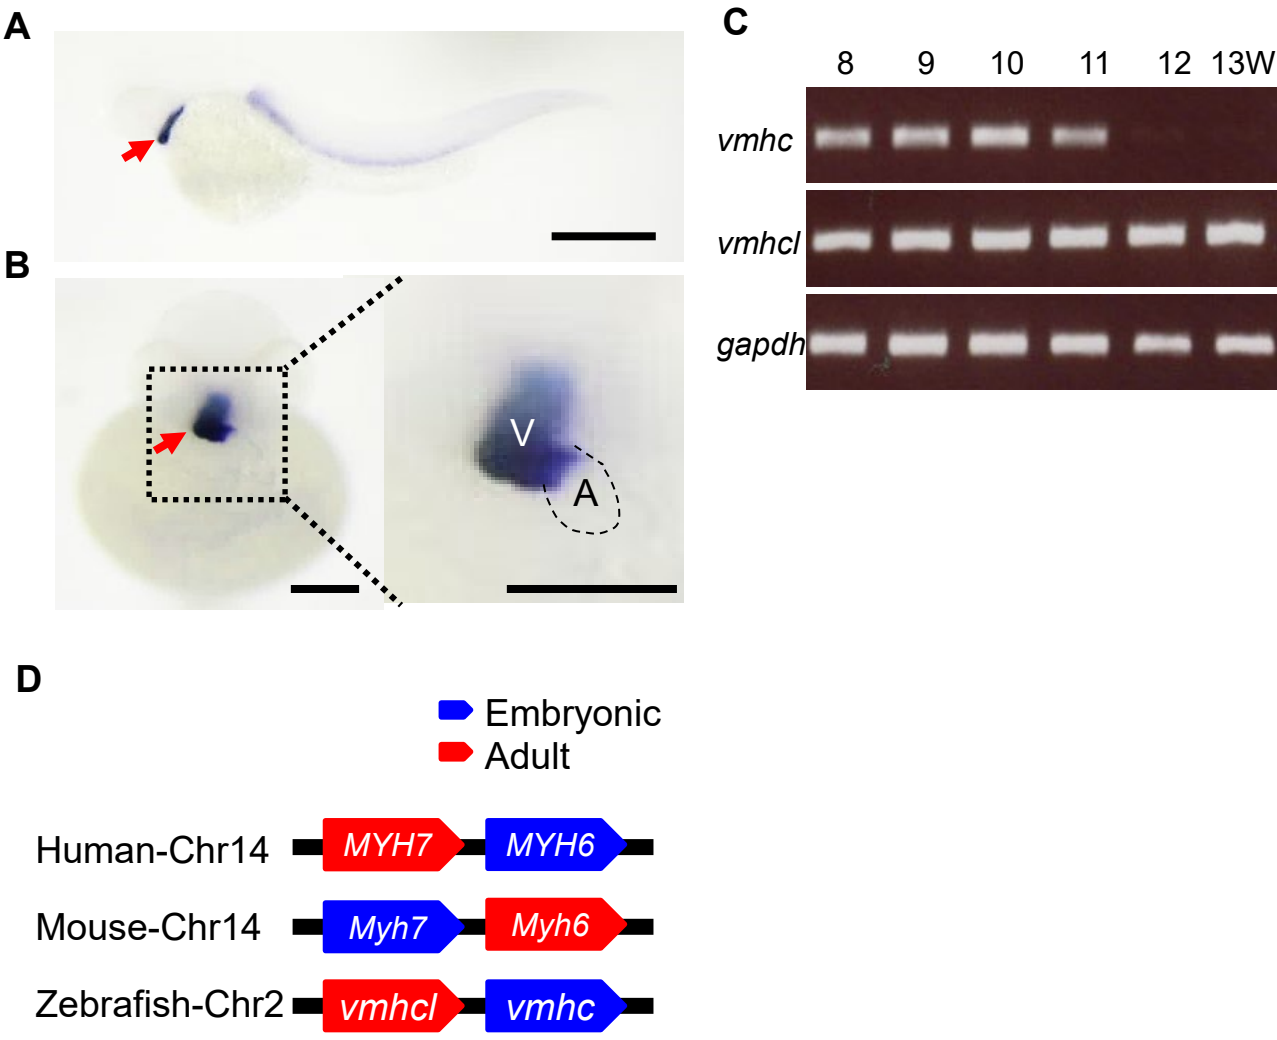 A
B
V
A
C
8 9 10 11 12 13W
vmhc
vmhcl
gapdh
D
Embryonic
Adult
Human-Chr14 MYH7 MYH6
Mouse-Chr14 Myh7 Myh6
Zebrafish-Chr2 vmhcl vmhc